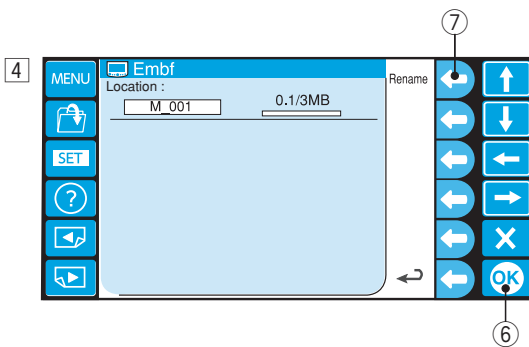 ⑦
4
MENU
Embf
Location :
Rename
M_001
0.1/3MB
SET
?
OK
⑥